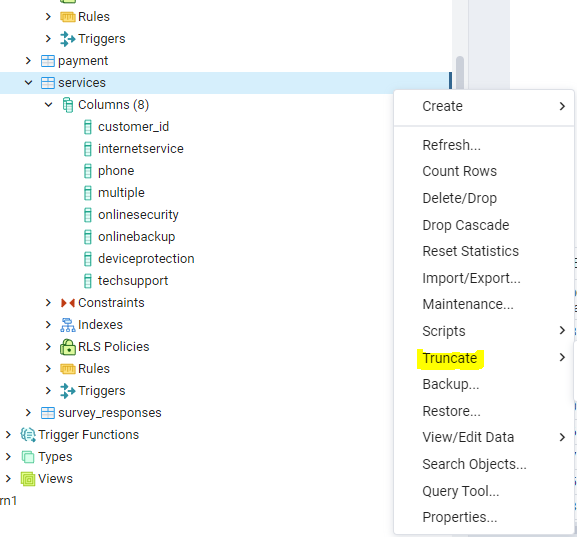 Rules
Triggers
payment
services
Columns (8)
customer_id
internetservice
phone
multiple
onlinesecurity
onlinebackup
deviceprotection
techsupport
Constraints
Indexes
RLS Policies
Rules
Triggers
survey_responses
Trigger Functions
Types
Views
rn1
Create
Refresh...
Count Rows
Delete/Drop
Drop Cascade
Reset Statistics
Import/Export...
Maintenance...
Scripts
Truncate
Backup...
Restore...
View/Edit Data
Search Objects...
Query Tool...
Properties...